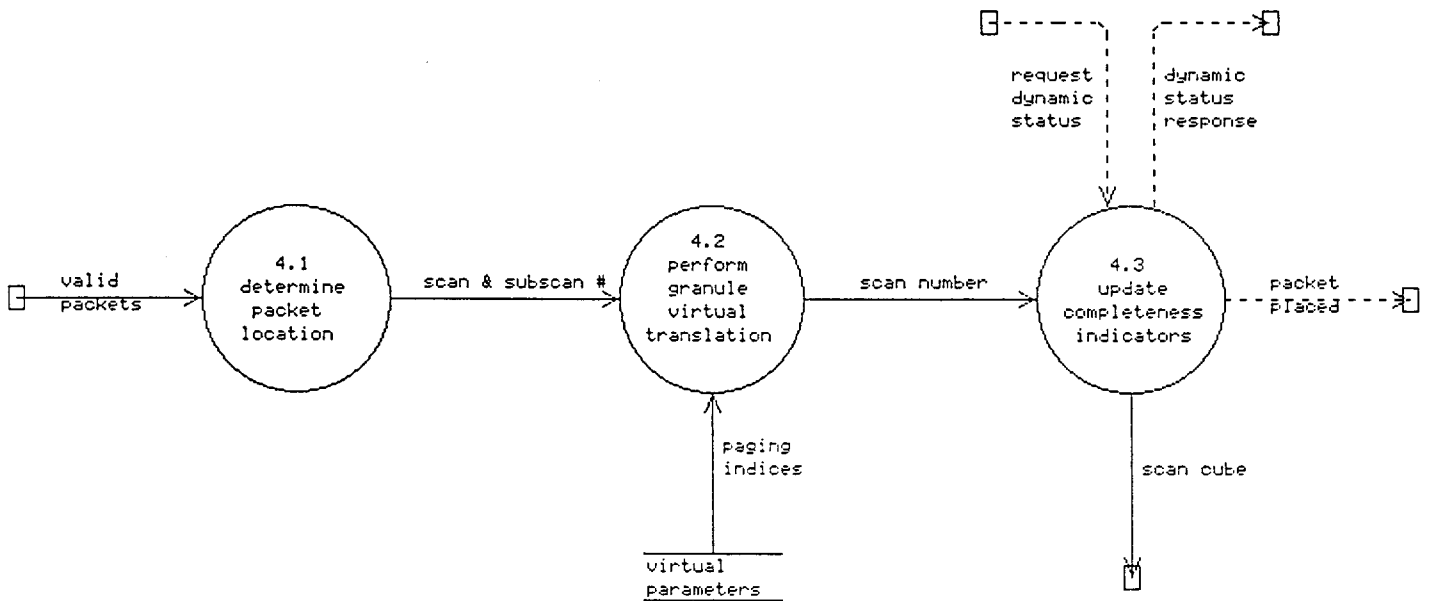 request
dynamic
status
dynamic
status
response
valid
packets
4.1
determine
packet
location
scan & subscan #
4.2
perform
granule
virtual
translation
scan number
4.3
update
completeness
indicators
packet
placed
paging
indices
scan cube
virtual
parameters